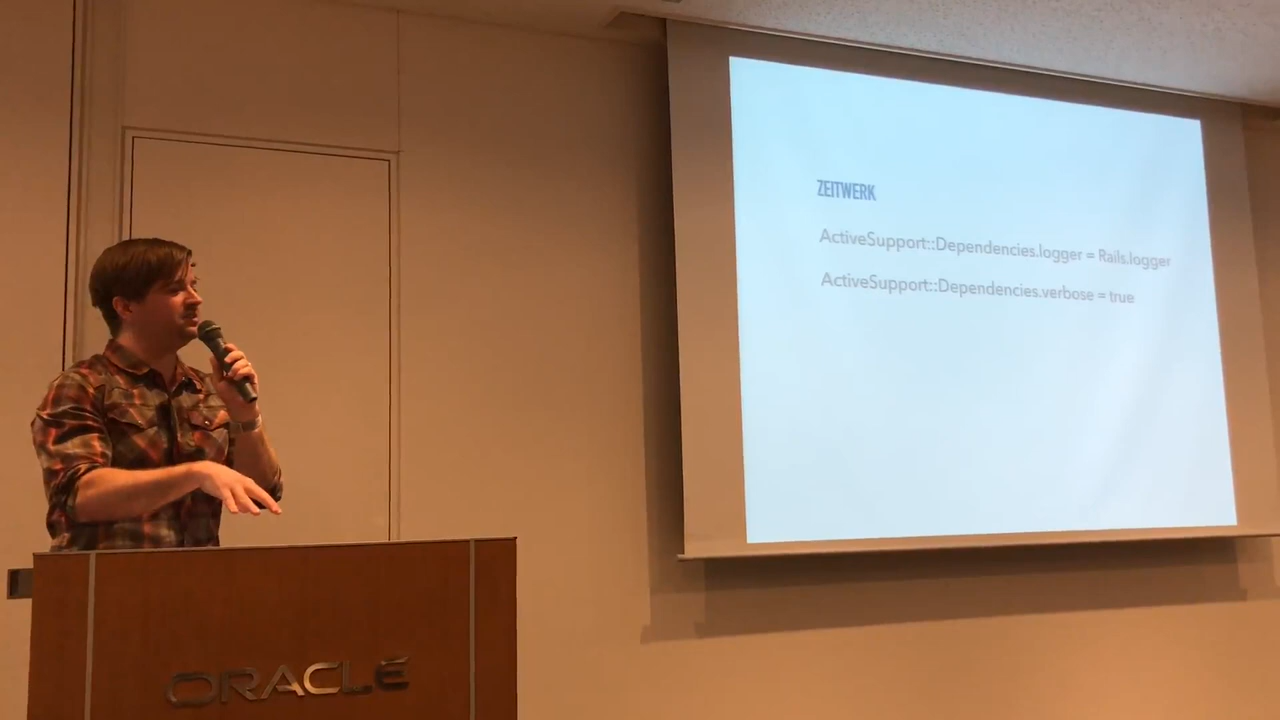 ZEITWERK
ActiveSupport::Dependencies.logger = Rails.logger
ActiveSupport::Dependencies.verbose = true
ORACLE